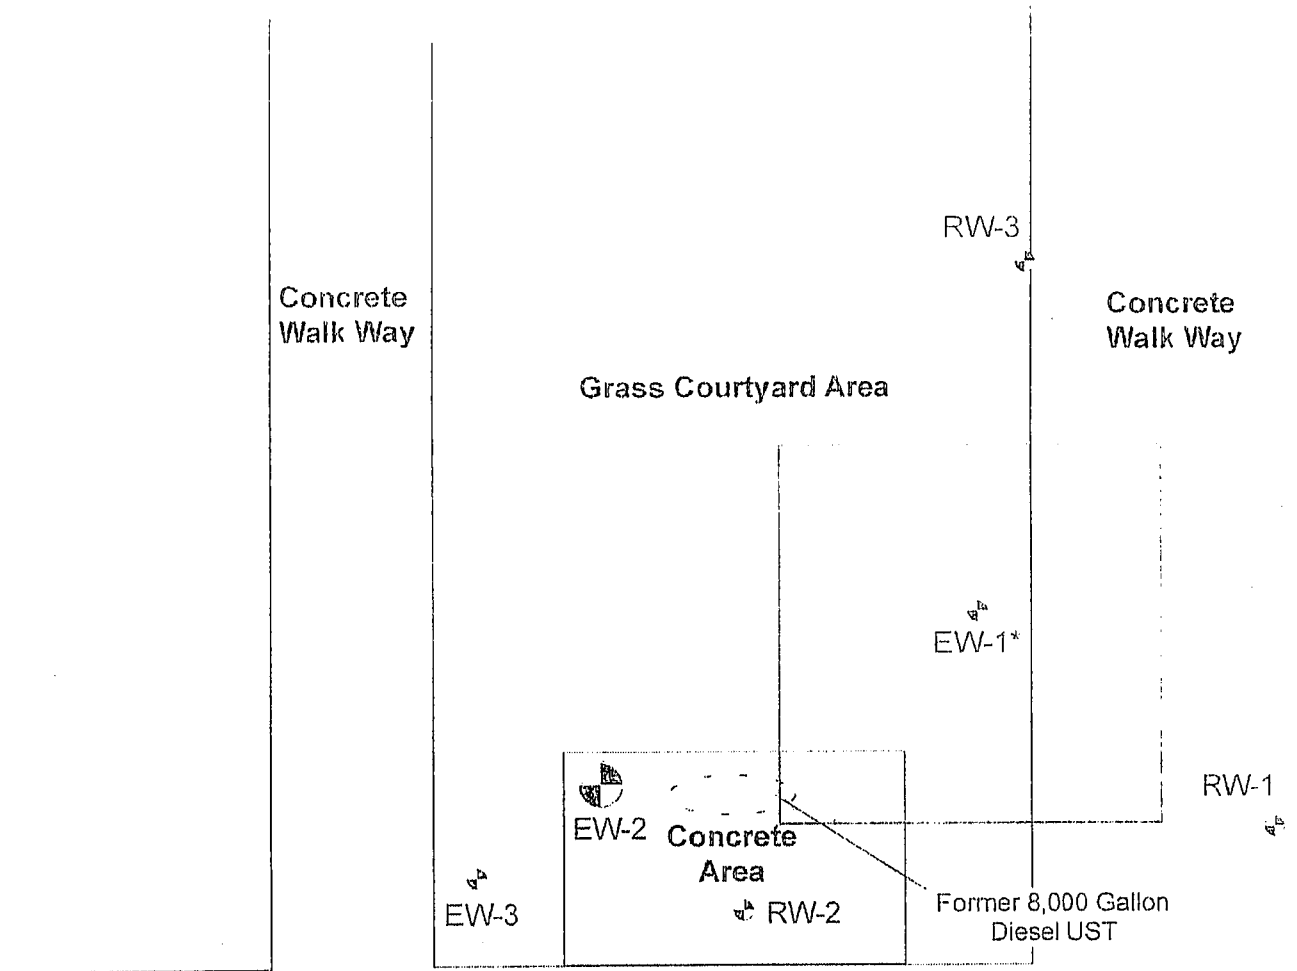 RW-3
Concrete
Walk Way
Concrete
Walk Way
Grass Courtyard Area
EW-1*
RW-1
EW-2
Concrete
Area
EW-3
RW-2
Former 8,000 Gallon
Diesel UST